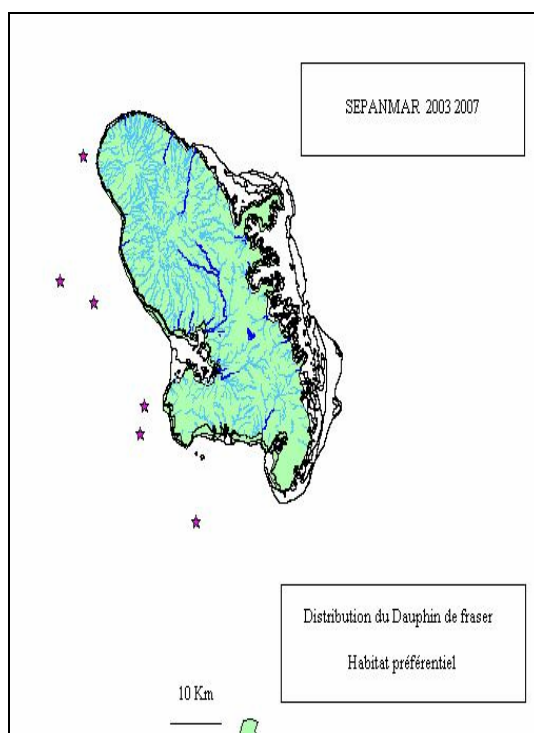 SEPANMAR 2003 2007
Distribution du Dauphin de fraser
Habitat préférentiel
10 Km